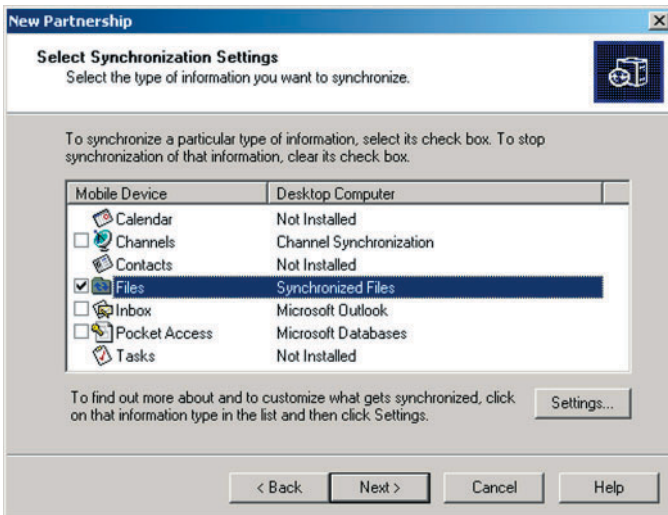 New Partnership
Select Synchronization Settings
Select the type of information you want to synchronize.
To synchronize a particular type of information, select its check box. To stop
synchronization of that information, clear its check box.
Mobile Device Desktop Computer
Calendar Not Installed
Channels Channel Synchronization
Contacts Not Installed
Files Synchronized Files
Inbox Microsoft Outlook
Pocket Access Microsoft Databases
Tasks Not Installed
To find out more about and to customize what gets synchronized, click
on that information type in the list and then click Settings.
Settings...
< Back Next > Cancel Help